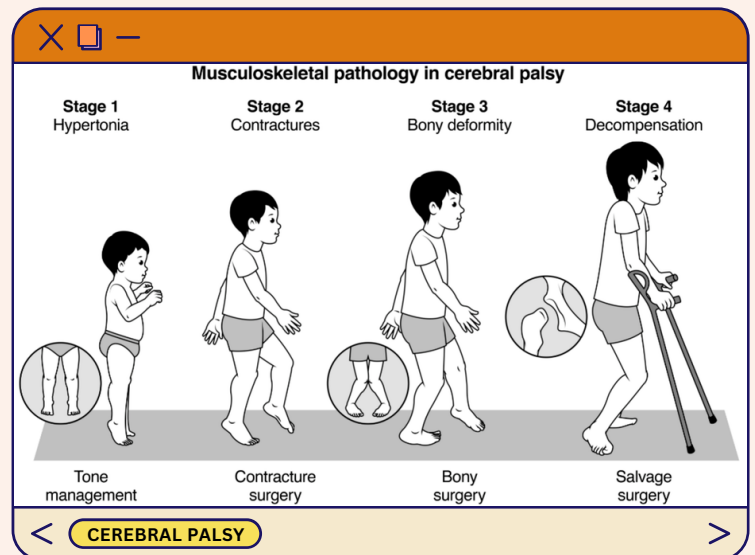 Musculoskeletal pathology in cerebral palsy
Stage 1
Hypertonia
Stage 2
Contractures
Stage 3
Bony deformity
Stage 4
Decompensation
Tone
management
Contracture
surgery
Bony
surgery
Salvage
surgery
CEREBRAL PALSY